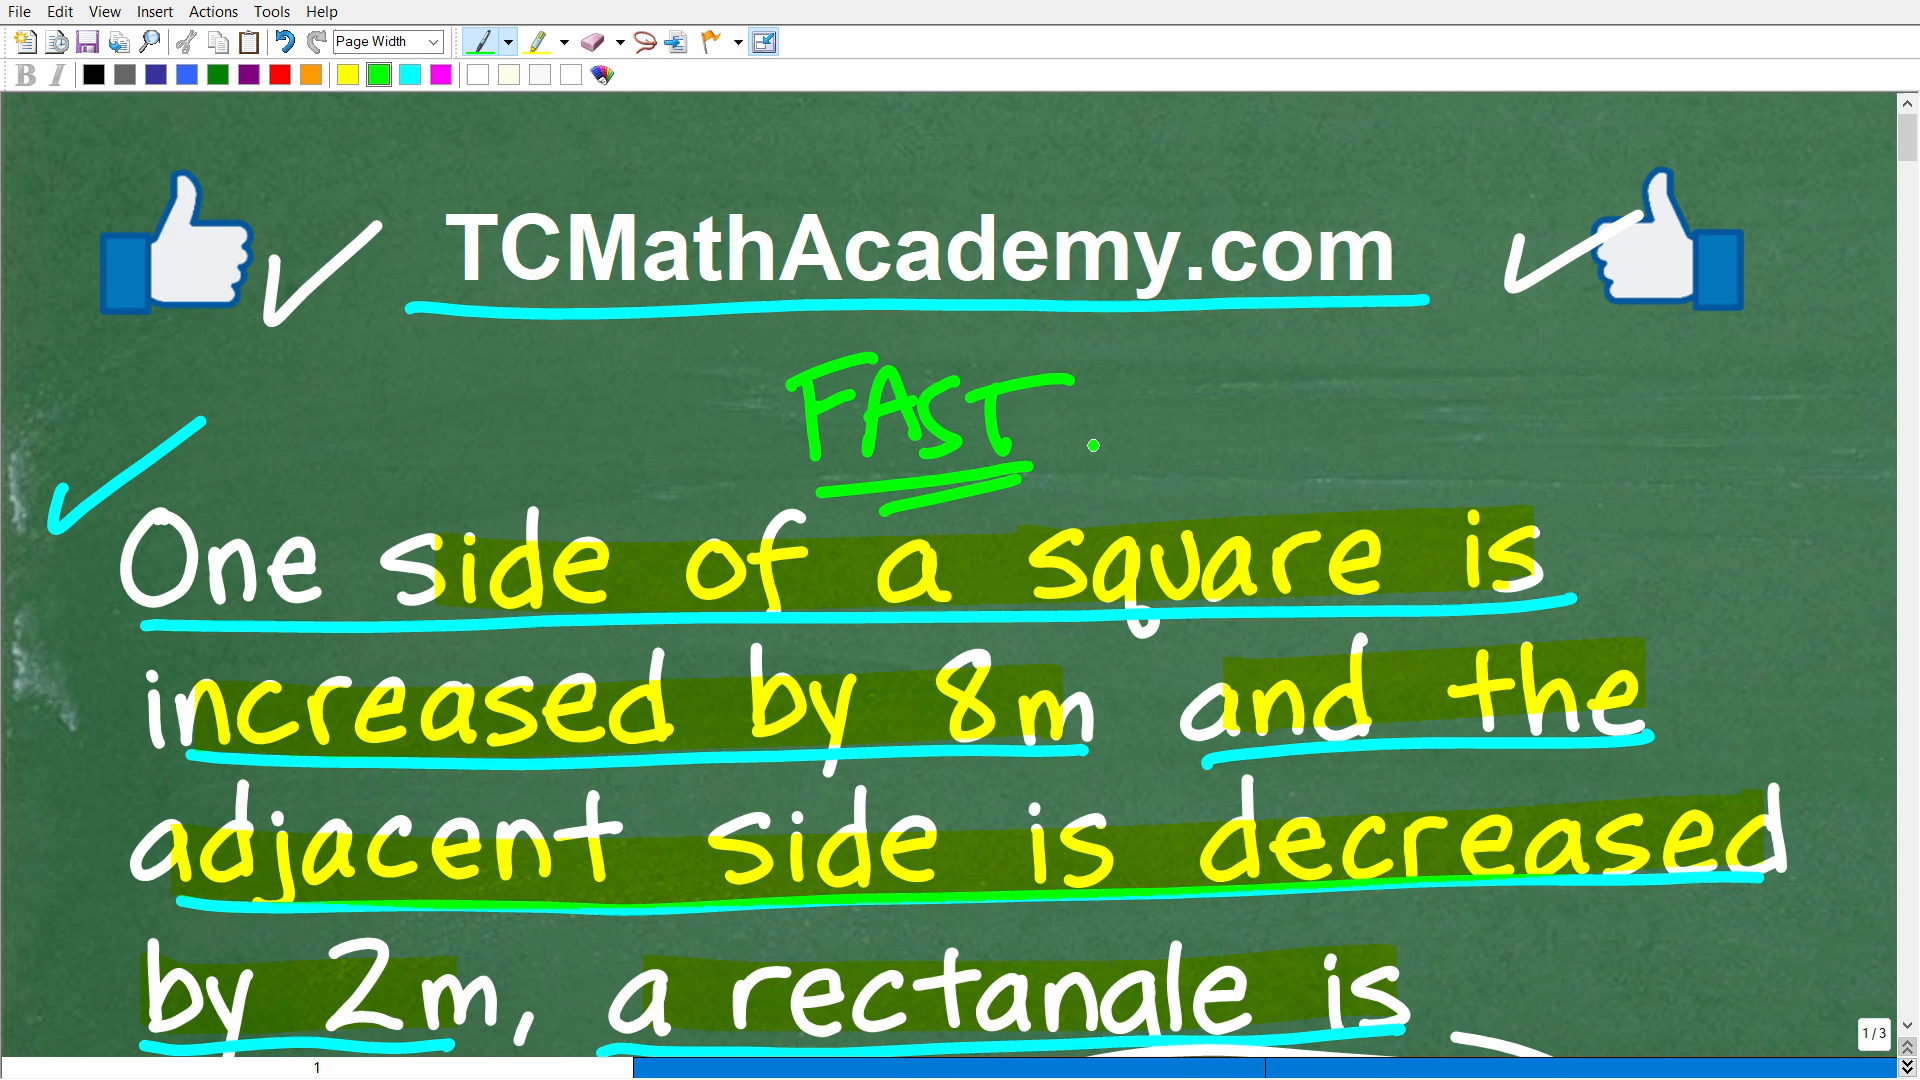 File Edit View Insert Actions Tools Help
Page Width
B I
TCMathAcademy.com
FAST
One side of a square is
increased by 8m and the
adjacent side is decreased
by 2m, a rectangle is
1 / 3
1